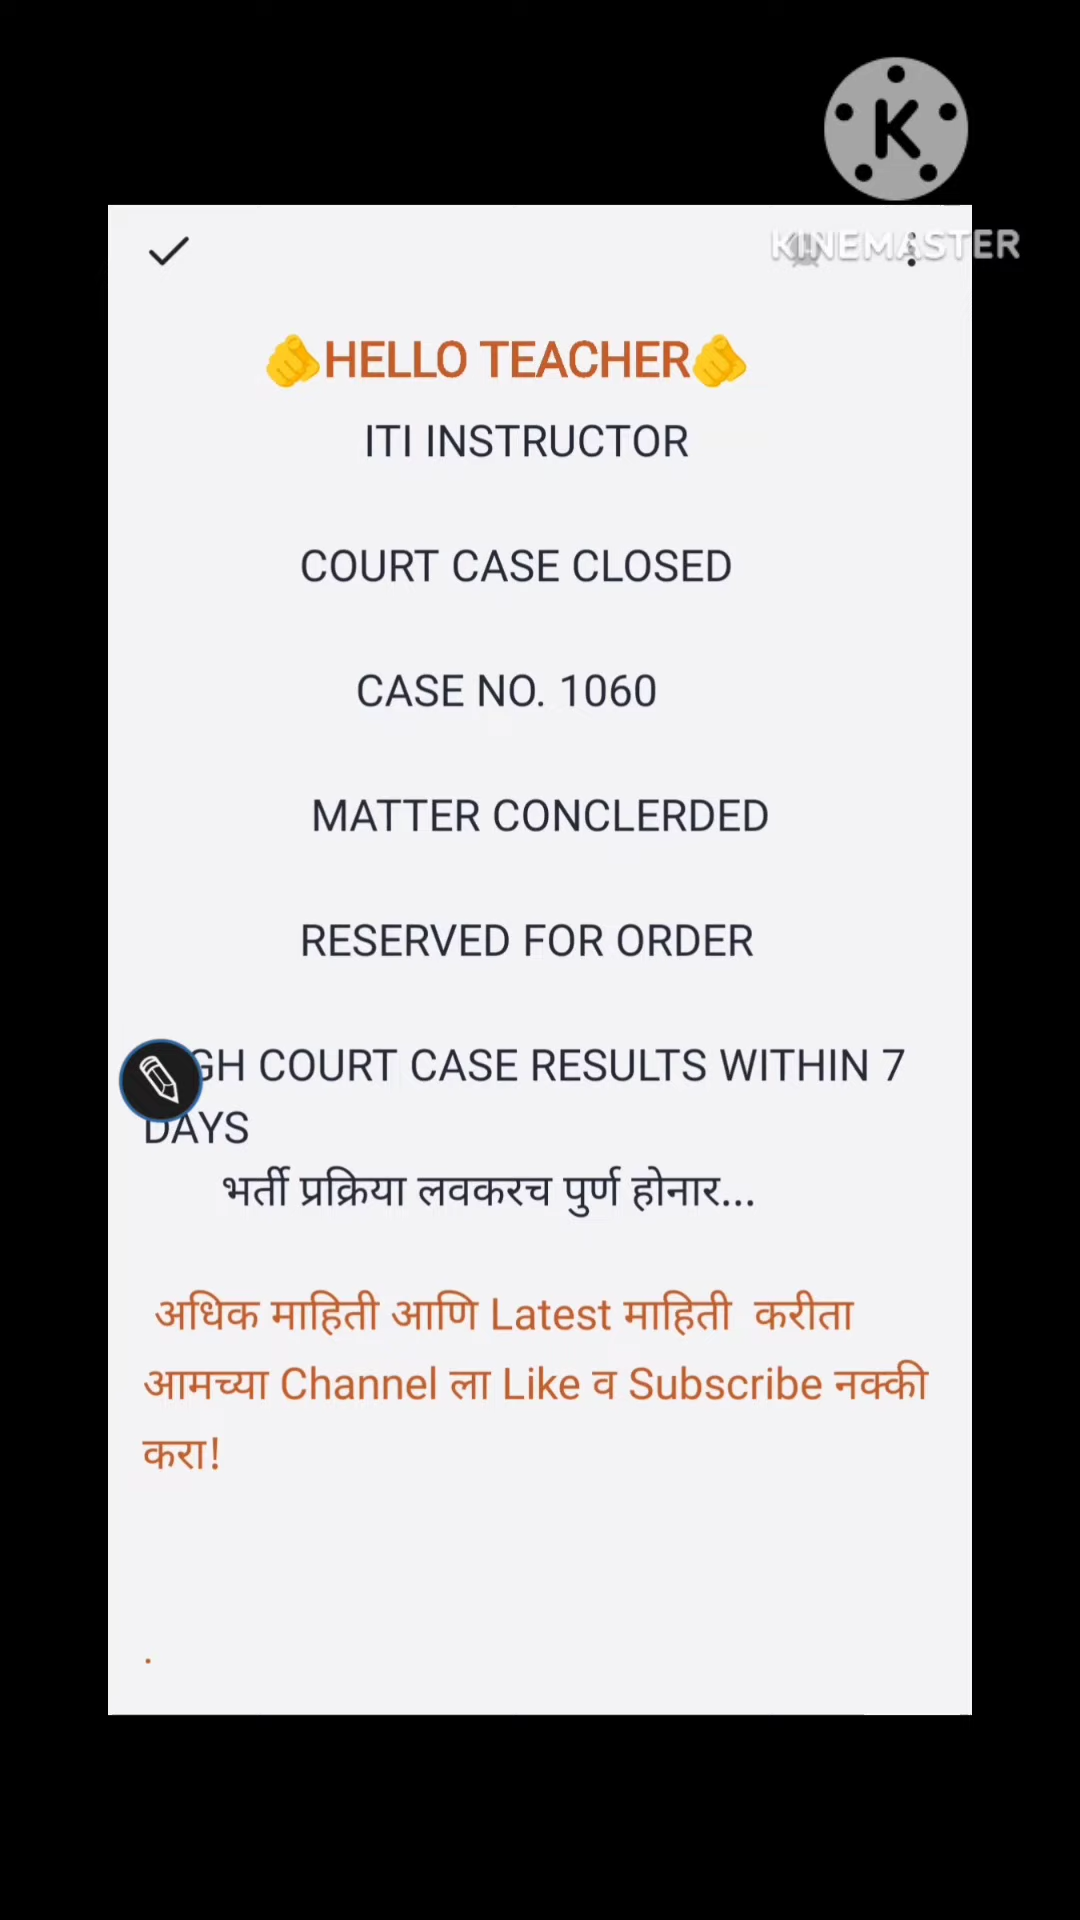 K
KINEMASTER
🫵HELLO TEACHER🫵
ITI INSTRUCTOR
COURT CASE CLOSED
CASE NO. 1060
MATTER CONCLERDED
RESERVED FOR ORDER
COURT CASE RESULTS WITHIN 7
DAYS
भर्ती प्रक्रिया लवकरच पुर्ण होनार...
अधिक माहिती आणि Latest माहिती करीता
आमच्या Channel ला Like व Subscribe नक्की
करा!
.